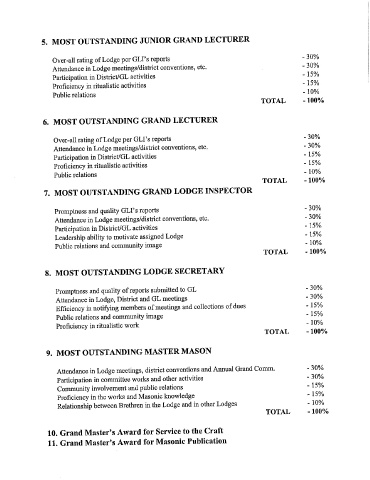 5. MOST OUTSTANDING JUNIOR GRAND LECTURER
Over-all rating of Lodge per GLI's reports - 30%
Attendance in Lodge meetings/district conventions, etc. - 30%
Participation in District/GL activities - 15%
Proficiency in ritualistic activities - 15%
Public relations - 10%
TOTAL - 100%
6. MOST OUTSTANDING GRAND LECTURER
Over-all rating of Lodge per GLI's reports - 30%
Attendance in Lodge meetings/district conventions, etc. - 30%
Participation in District/GL activities - 15%
Proficiency in ritualistic activities - 15%
Public relations - 10%
TOTAL - 100%
7. MOST OUTSTANDING GRAND LODGE INSPECTOR
Promptness and quality GLI's reports - 30%
Attendance in Lodge meetings/district conventions, etc. - 30%
Participation in District/GL activities - 15%
Leadership ability to motivate assigned Lodge - 15%
Public relations and community image - 10%
TOTAL - 100%
8. MOST OUTSTANDING LODGE SECRETARY
Promptness and quality of reports submitted to GL - 30%
Attendance in Lodge, District and GL meetings - 30%
Efficiency in notifying members of meetings and collections of dues - 15%
Public relations and community image - 15%
Proficiency in ritualistic work - 10%
TOTAL - 100%
9. MOST OUTSTANDING MASTER MASON
Attendance in Lodge meetings, district conventions and Annual Grand Comm. - 30%
Participation in committee works and other activities - 30%
Community involvement and public relations - 15%
Proficiency in the works and Masonic knowledge - 15%
Relationship between Brethren in the Lodge and in other Lodges - 10%
TOTAL - 100%
10. Grand Master's Award for Service to the Craft
11. Grand Master's Award for Masonic Publication